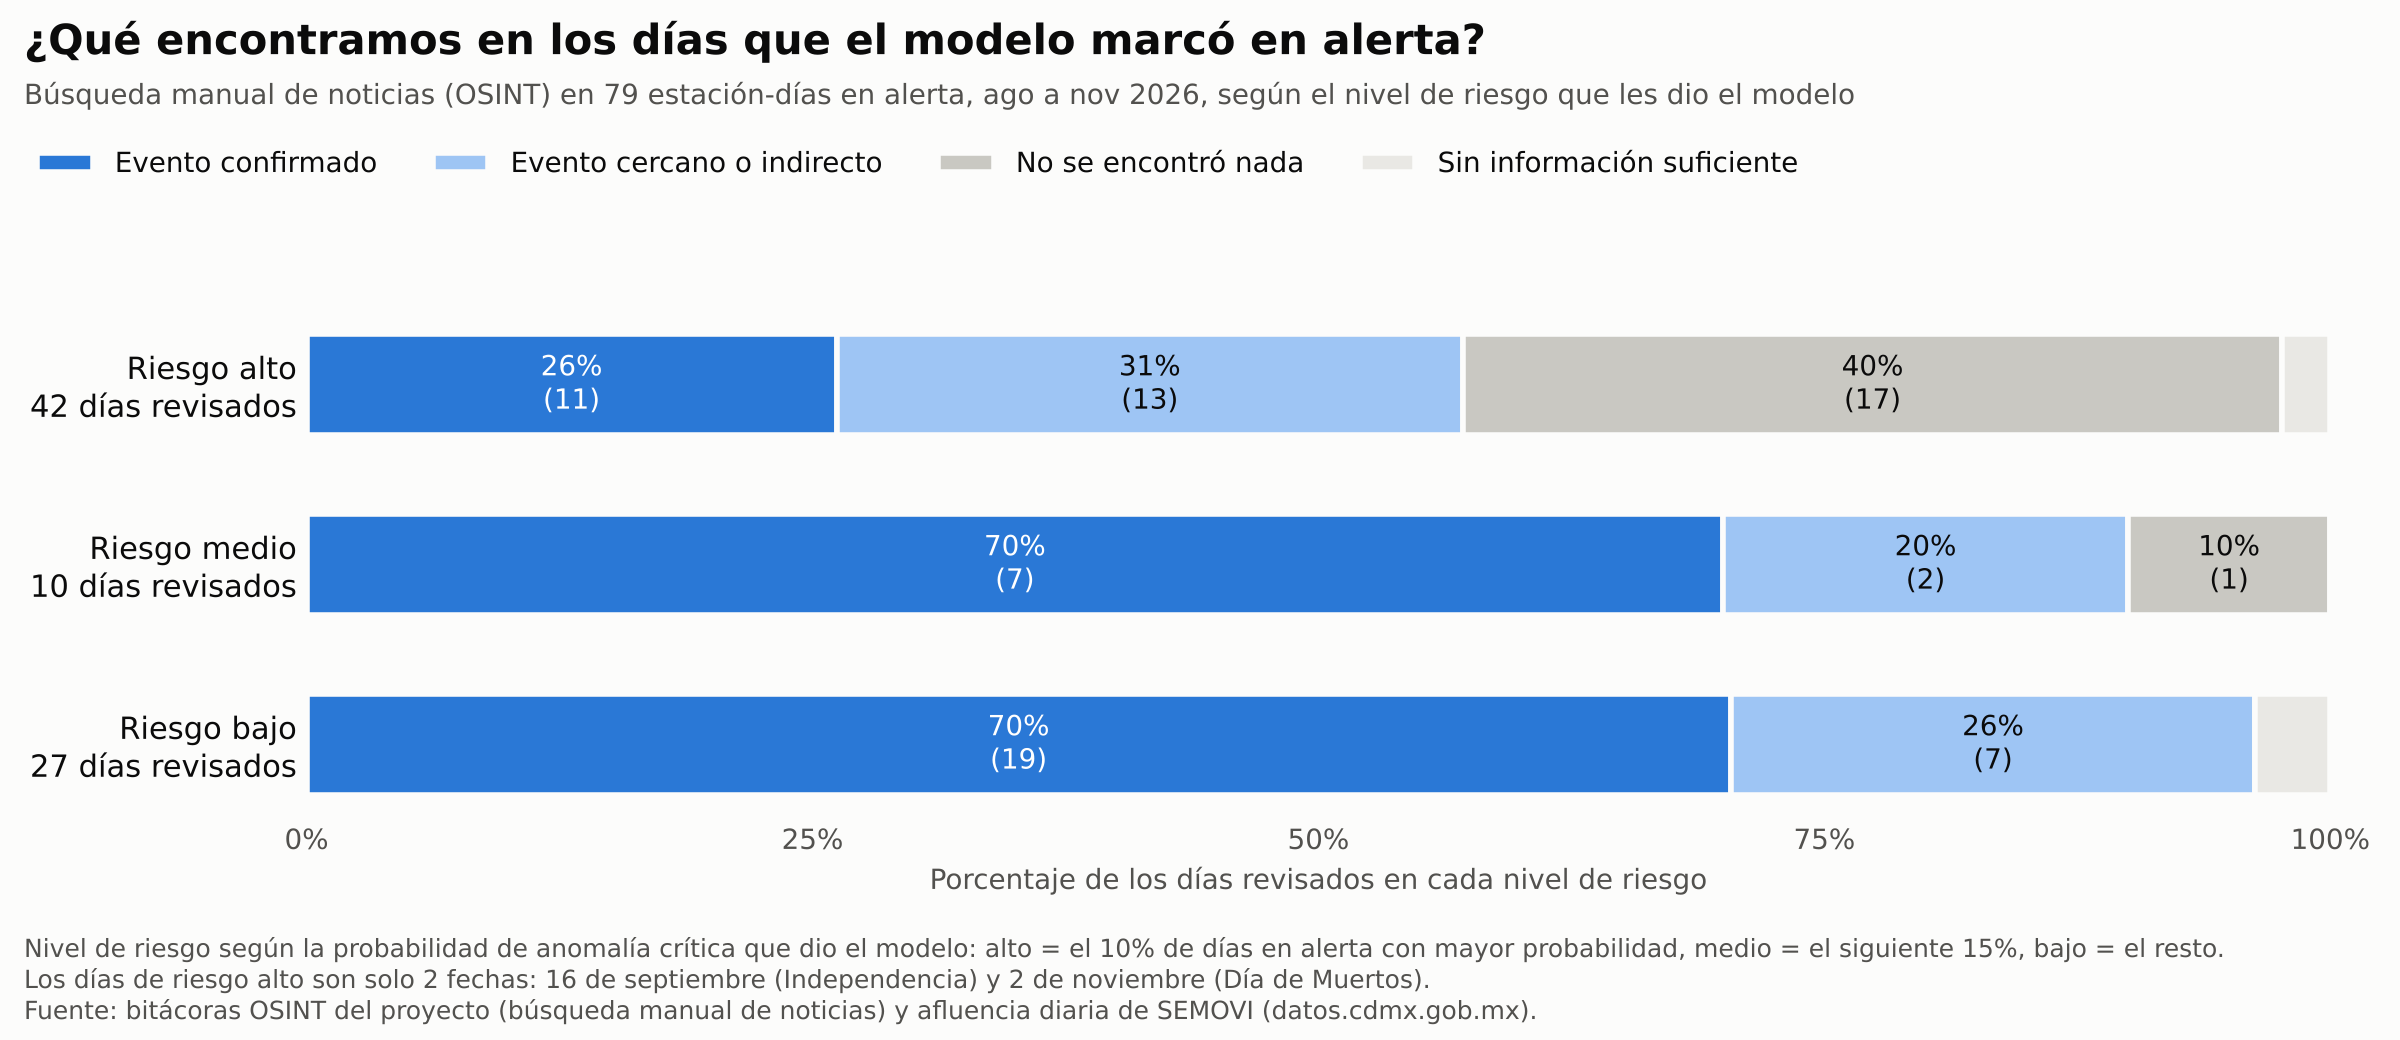 ¿Qué encontramos en los días que el modelo marcó en alerta?
Búsqueda manual de noticias (OSINT) en 79 estación-días en alerta, ago a nov 2026, según el nivel de riesgo que les dio el modelo
Evento confirmado Evento cercano o indirecto No se encontró nada Sin información suficiente
Riesgo alto
42 días revisados
26%
(11)
31%
(13)
40%
(17)
Riesgo medio
10 días revisados
70%
(7)
20%
(2)
10%
(1)
Riesgo bajo
27 días revisados
70%
(19)
26%
(7)
0% 25% 50% 75% 100%
Porcentaje de los días revisados en cada nivel de riesgo
Nivel de riesgo según la probabilidad de anomalía crítica que dio el modelo: alto = el 10% de días en alerta con mayor probabilidad, medio = el siguiente 15%, bajo = el resto.
Los días de riesgo alto son solo 2 fechas: 16 de septiembre (Independencia) y 2 de noviembre (Día de Muertos).
Fuente: bitácoras OSINT del proyecto (búsqueda manual de noticias) y afluencia diaria de SEMOVI (datos.cdmx.gob.mx).